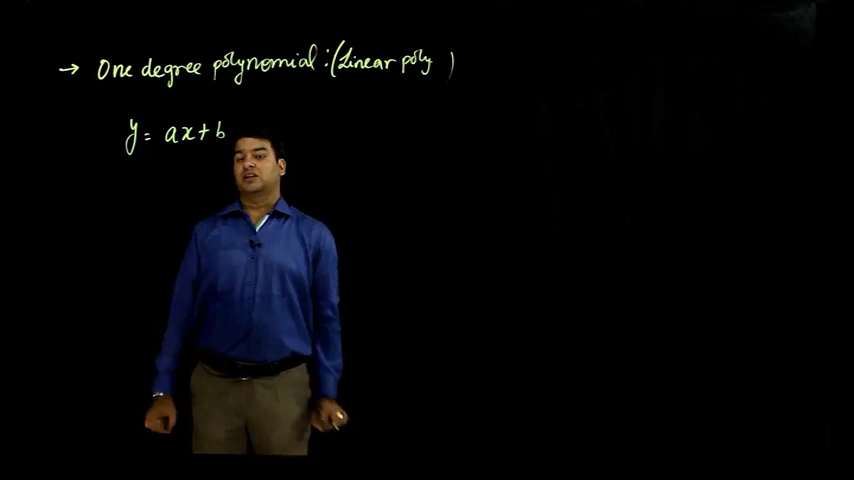 → One degree polynomial : (Linear poly )
y = ax + b